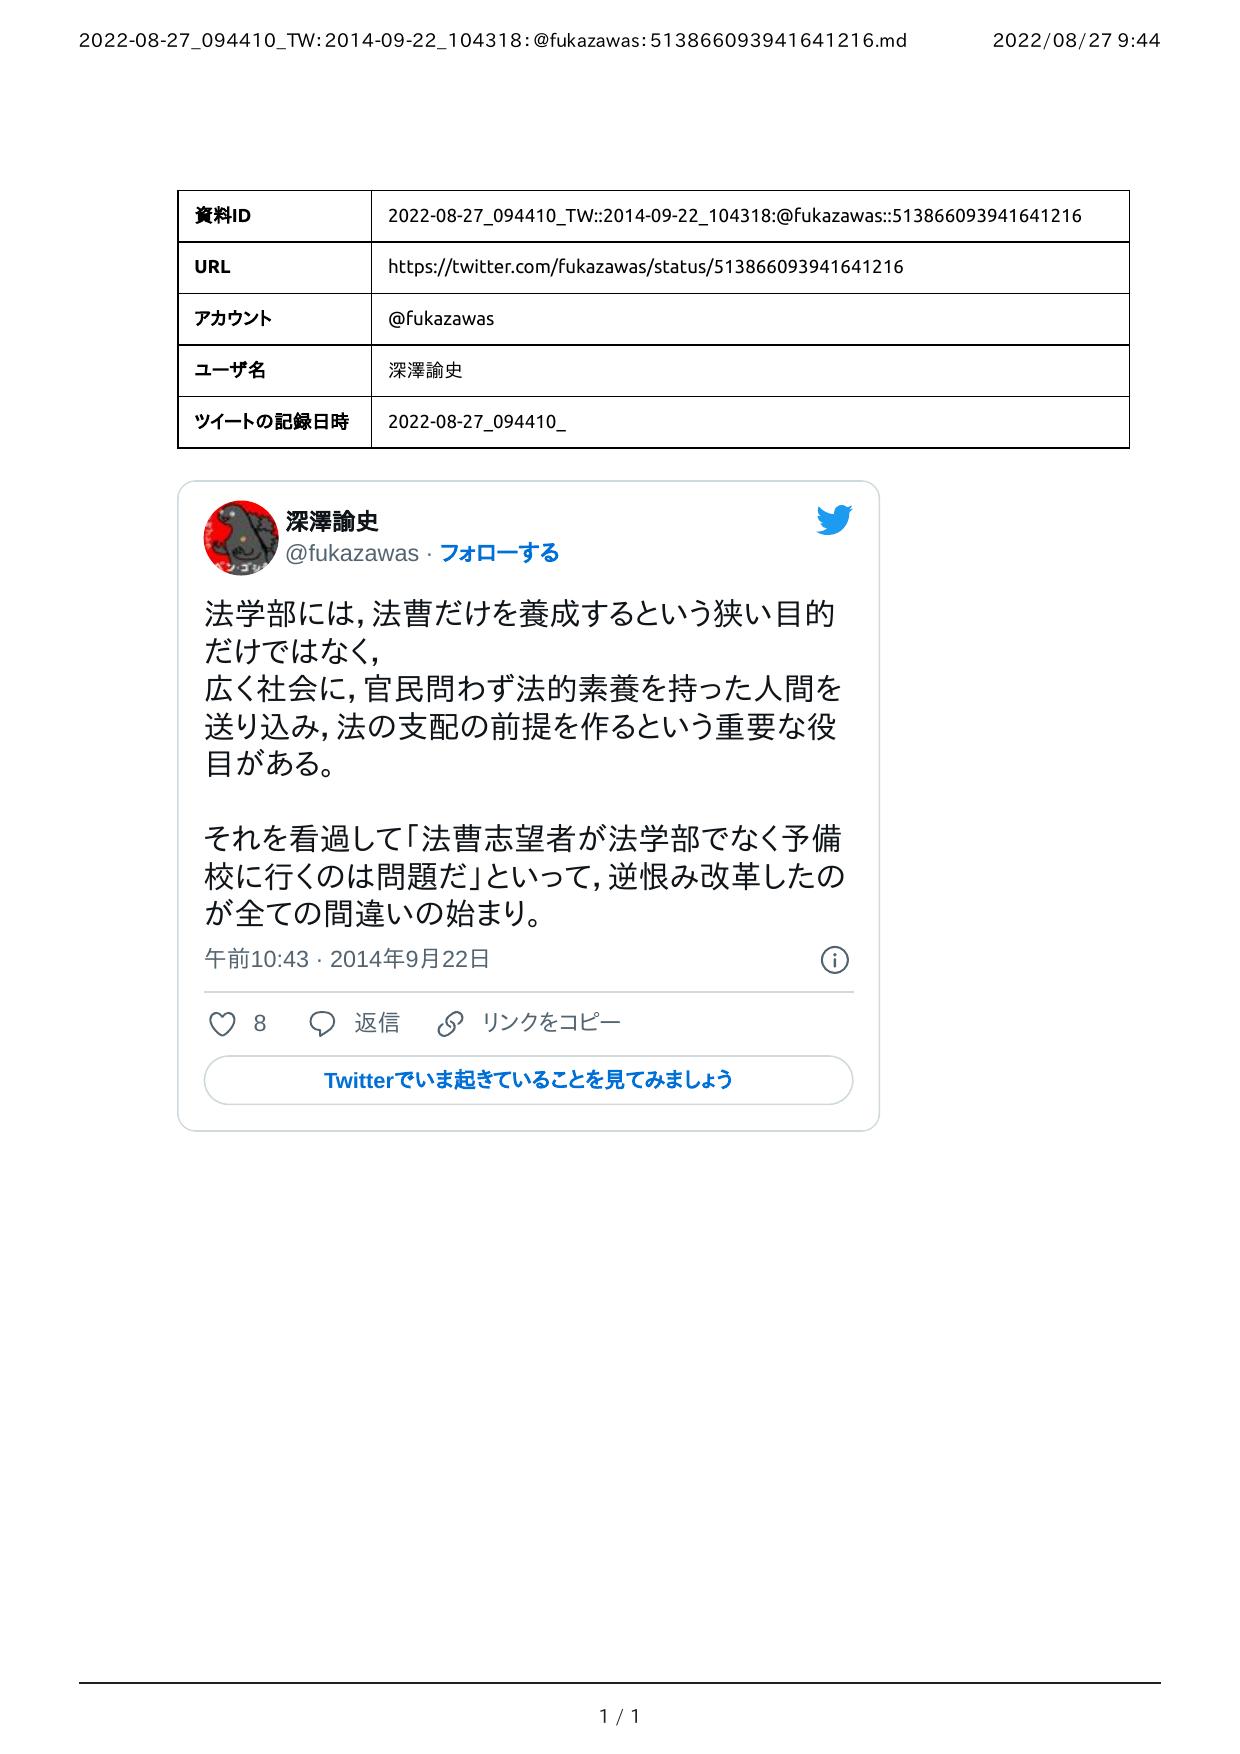 2022-08-27_094410_TW:2014-09-22_104318:@fukazawas:513866093941641216.md 2022/08/27 9:44
資料ID 2022-08-27_094410_TW::2014-09-22_104318:@fukazawas::513866093941641216
URL https://twitter.com/fukazawas/status/513866093941641216
アカウント @fukazawas
ユーザ名 深澤諭史
ツイートの記録日時 2022-08-27_094410_
深澤諭史
@fukazawas · フォローする
法学部には，法曹だけを養成するという狭い目的
だけではなく，
広く社会に，官民問わず法的素養を持った人間を
送り込み，法の支配の前提を作るという重要な役
目がある。
それを看過して「法曹志望者が法学部でなく予備
校に行くのは問題だ」といって，逆恨み改革したの
が全ての間違いの始まり。
午前10:43 · 2014年9月22日
8 返信 リンクをコピー
Twitterでいま起きていることを見てみましょう
1 / 1